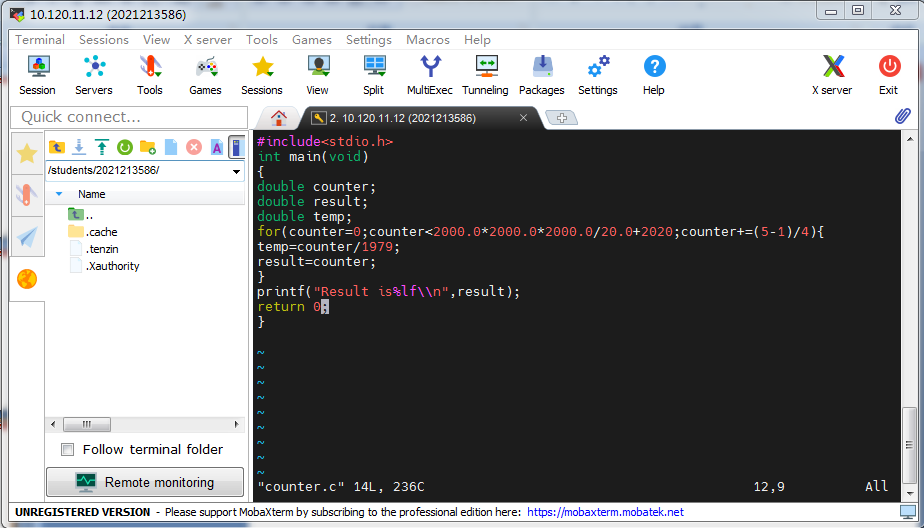 10.120.11.12 (2021213586)
Terminal Sessions View X server Tools Games Settings Macros Help
Session Servers Tools Games Sessions View Split MultiExec Tunneling Packages Settings Help X server Exit
Quick connect...
2. 10.120.11.12 (2021213586)
/students/2021213586/
Name
..
.cache
.tenzin
.Xauthority
Follow terminal folder
Remote monitoring
#include<stdio.h>
int main(void)
{
double counter;
double result;
double temp;
for(counter=0;counter<2000.0*2000.0*2000.0/20.0+2020;counter+=(5-1)/4){
temp=counter/1979;
result=counter;
}
printf("Result is%lf\\n",result);
return 0;
}
~
~
~
~
~
~
~
~
~
"counter.c" 14L, 236C 12,9 All
UNREGISTERED VERSION - Please support MobaXterm by subscribing to the professional edition here: https://mobaxterm.mobatek.net